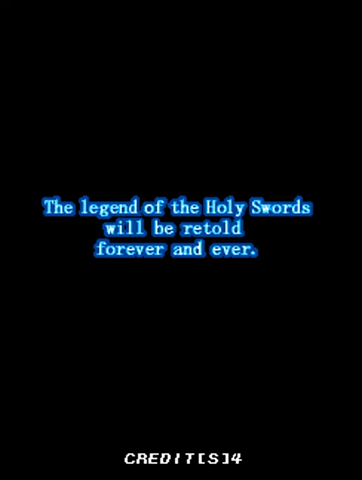 The legend of the Holy Swords
will be retold
forever and ever.
CREDIT[S]4